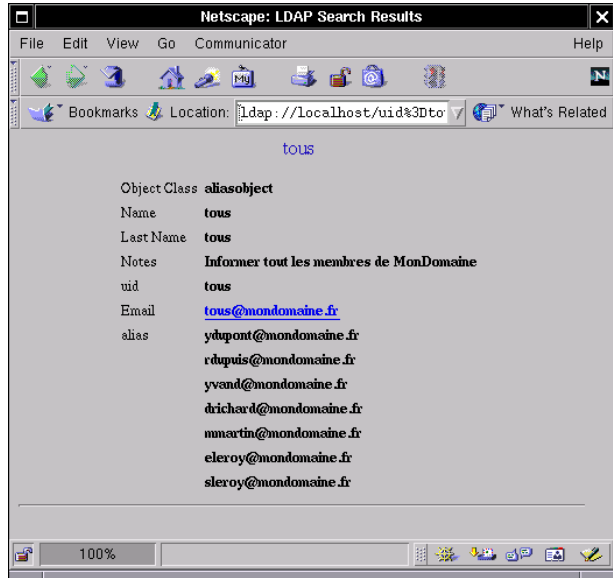 Netscape: LDAP Search Results
File Edit View Go Communicator Help
My N
Bookmarks Location: ldap://localhost/uid%3Dto What's Related
tous
Object Class aliasobject
Name tous
Last Name tous
Notes Informer tout les membres de MonDomaine
uid tous
Email tous@mondomaine.fr
alias ydupont@mondomaine.fr
rdupuis@mondomaine.fr
yvand@mondomaine.fr
drichard@mondomaine.fr
mmartin@mondomaine.fr
eleroy@mondomaine.fr
sleroy@mondomaine.fr
100%